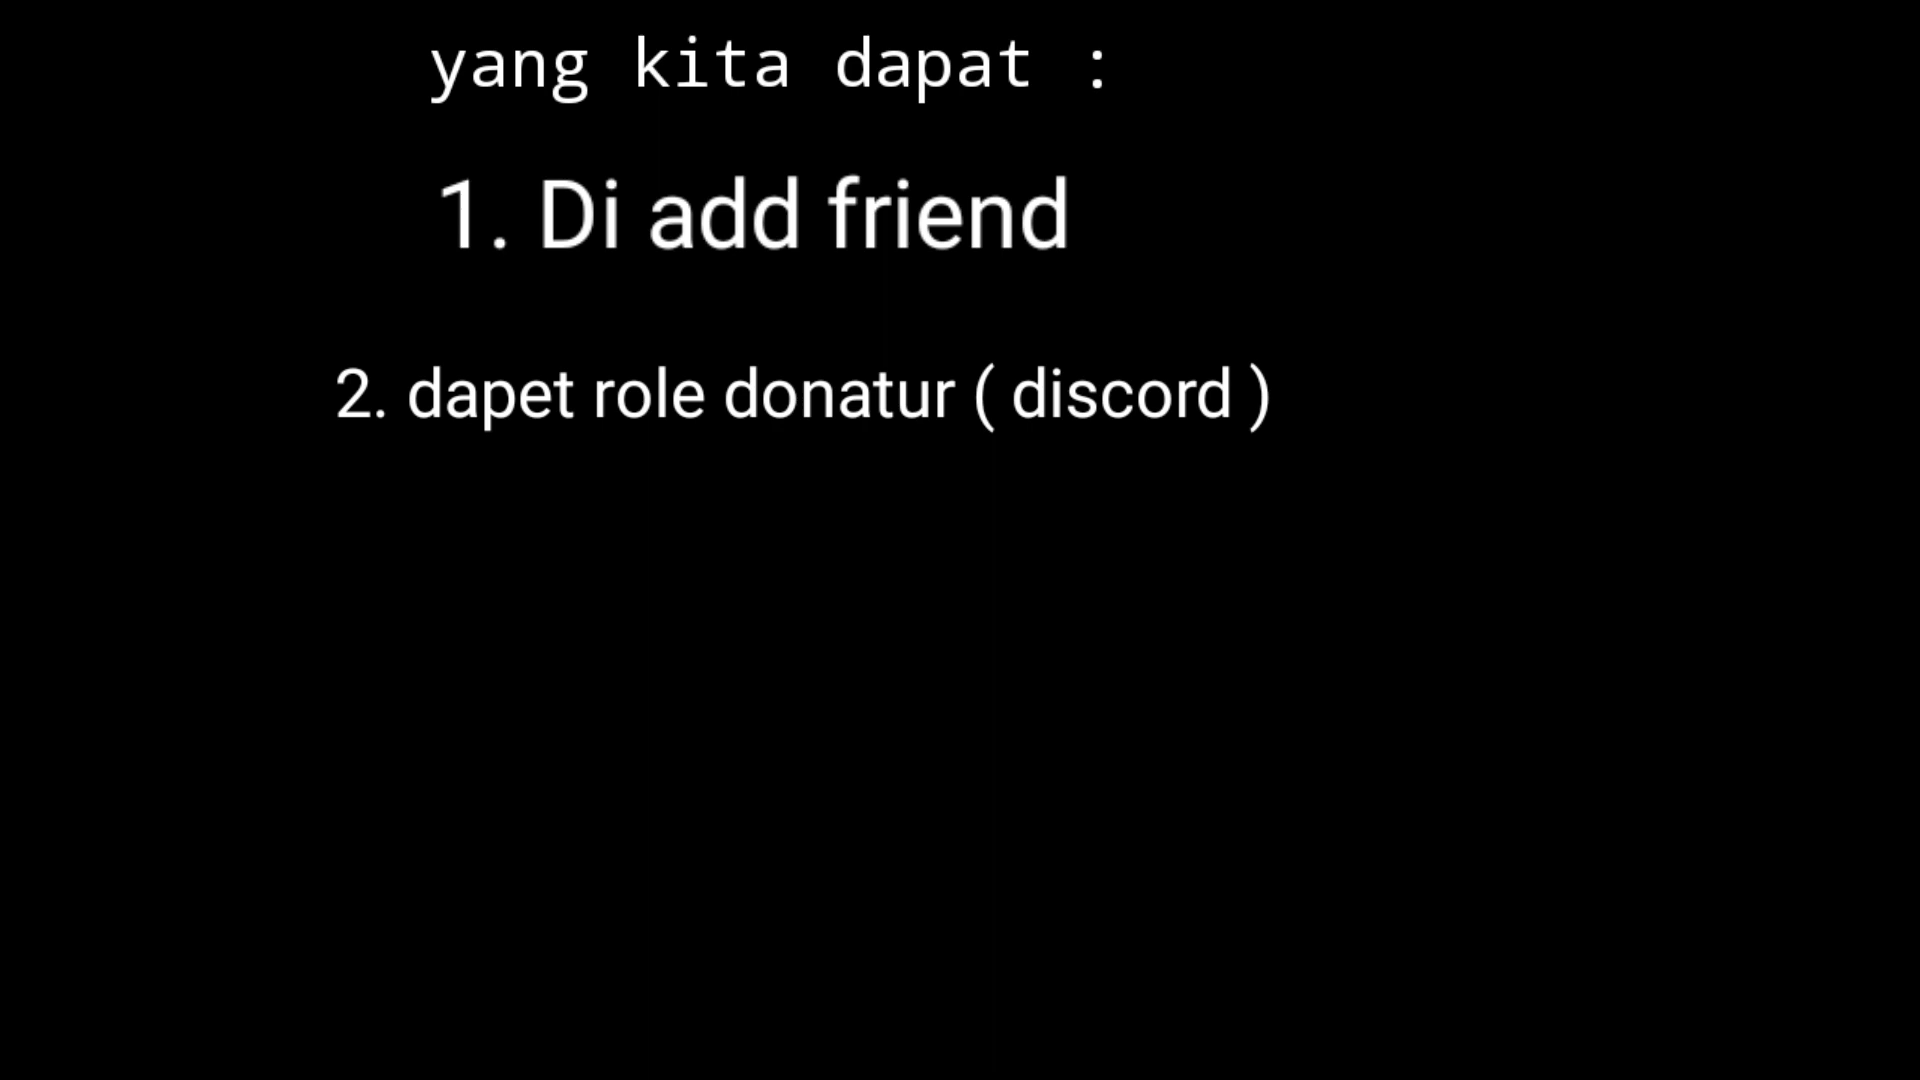 yang kita dapat :
1. Di add friend
2. dapet role donatur ( discord )